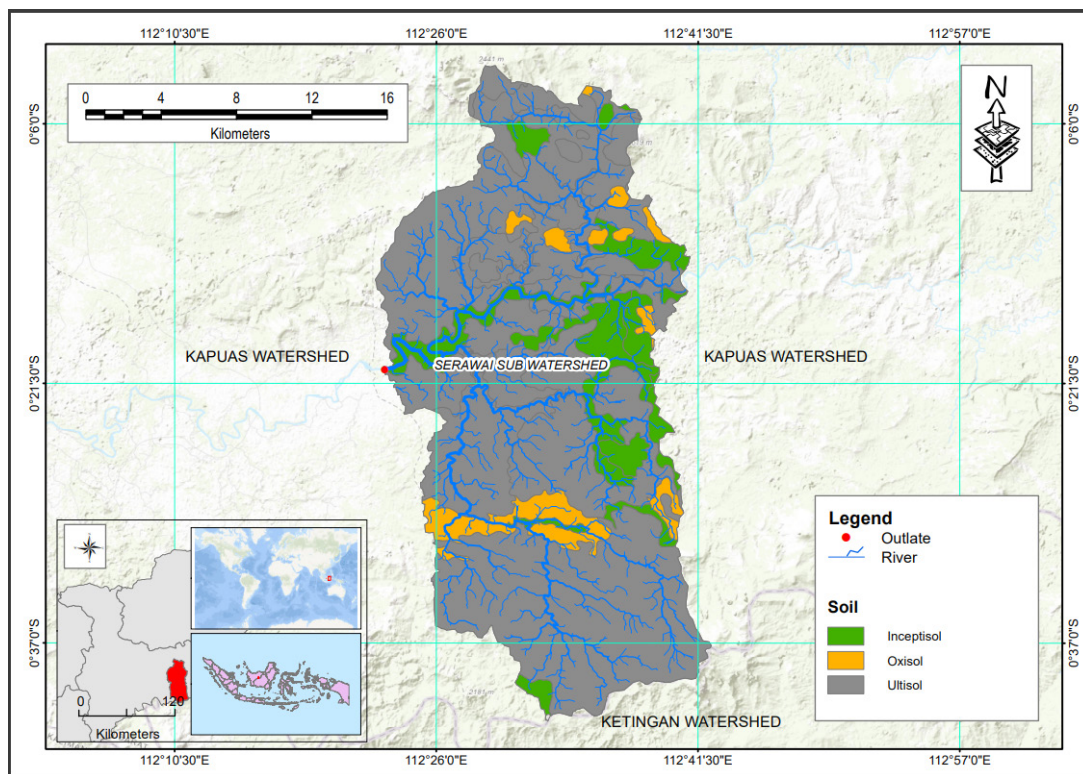 112°10'30"E 112°26'0"E 112°41'30"E 112°57'0"E
0 4 8 12 16
Kilometers
N
0°6'0"S
0°6'0"S
2441 m
KAPUAS WATERSHED
SERAWAI SUB WATERSHED
KAPUAS WATERSHED
0°21'30"S
0°21'30"S
Legend
Outlate
River
Soil
Inceptisol
Oxisol
Ultisol
0 120
Kilometers
0°37'0"S
0°37'0"S
KETINGAN WATERSHED
112°10'30"E 112°26'0"E 112°41'30"E 112°57'0"E